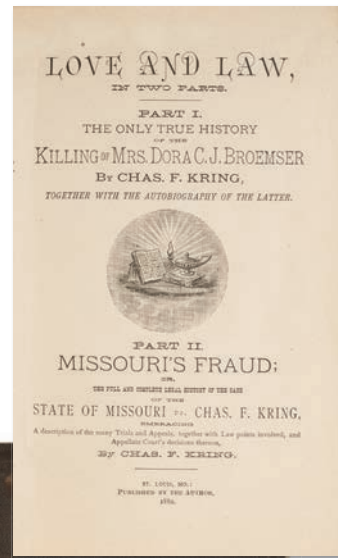 LOVE AND LAW,
IN TWO PARTS.
PART I.
THE ONLY TRUE HISTORY
OF THE
KILLING OF MRS. DORA C. J. BROEMSER
BY CHAS. F. KRING,
TOGETHER WITH THE AUTOBIOGRAPHY OF THE LATTER.
PART II.
MISSOURI'S FRAUD;
OR,
THE FULL AND COMPLETE LEGAL HISTORY OF THE CASE
OF THE
STATE OF MISSOURI vs. CHAS. F. KRING,
EMBRACING
A description of the many Trials and Appeals, together with Law points involved, and
Appellate Court's decisions thereon,
By CHAS. F. KRING.
ST. LOUIS, MO.:
PUBLISHED BY THE AUTHOR,